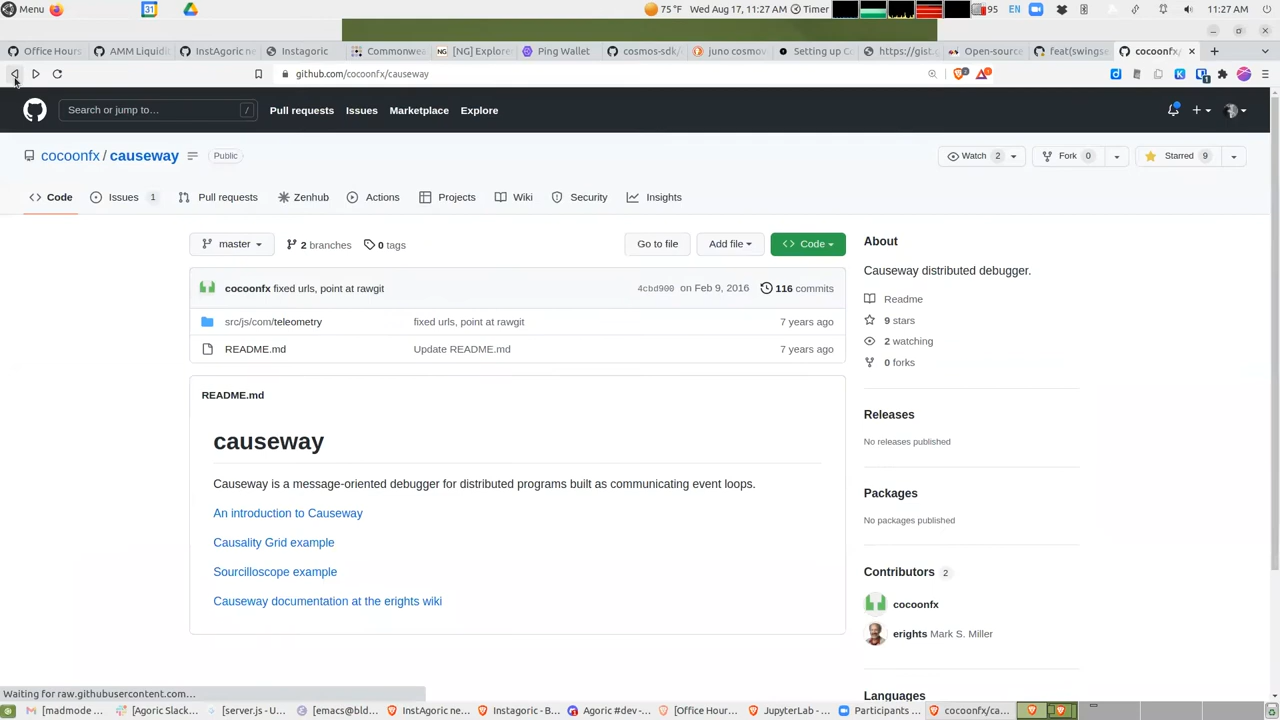 Menu
75 °F Wed Aug 17, 11:27 AM Timer 95 EN 11:27 AM
Office Hours AMM Liquidit InstAgoric ne Instagoric Commonwea [NG] Explore Ping Wallet cosmos-sdk/ juno cosmov Setting up Co https://gist.g Open-source feat(swingse cocoonfx/
github.com/cocoonfx/causeway
Search or jump to… / Pull requests Issues Marketplace Explore
cocoonfx / causeway Public Watch 2 Fork 0 Starred 9
Code Issues 1 Pull requests Zenhub Actions Projects Wiki Security Insights
master 2 branches 0 tags Go to file Add file Code
cocoonfx fixed urls, point at rawgit 4cbd900 on Feb 9, 2016 116 commits
src/js/com/teleometry fixed urls, point at rawgit 7 years ago
README.md Update README.md 7 years ago
README.md
causeway
Causeway is a message-oriented debugger for distributed programs built as communicating event loops.
An introduction to Causeway
Causality Grid example
Sourcilloscope example
Causeway documentation at the erights wiki
About
Causeway distributed debugger.
Readme
9 stars
2 watching
0 forks
Releases
No releases published
Packages
No packages published
Contributors 2
cocoonfx
erights Mark S. Miller
Languages
Waiting for raw.githubusercontent.com...
[madmode ... [Agoric Slack... [server.js - U... [emacs@bld... InstAgoric ne... Instagoric - B... Agoric #dev -... [Office Hour... JupyterLab -... Participants ... cocoonfx/ca...